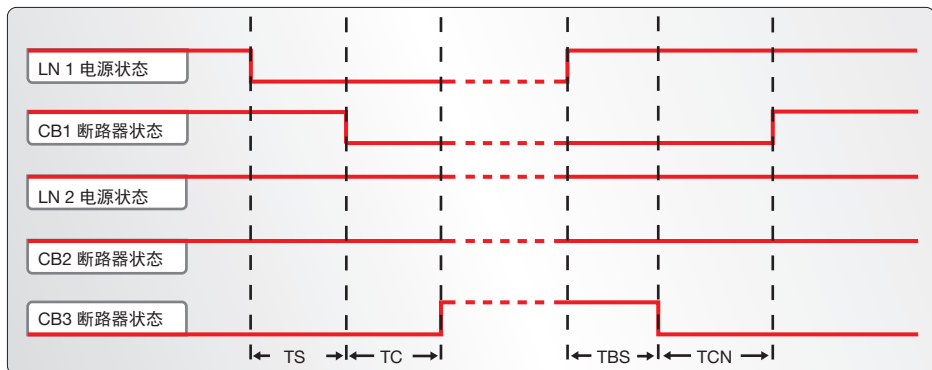 LN 1 电源状态
CB1 断路器状态
LN 2 电源状态
CB2 断路器状态
CB3 断路器状态
TS TC TBS TCN